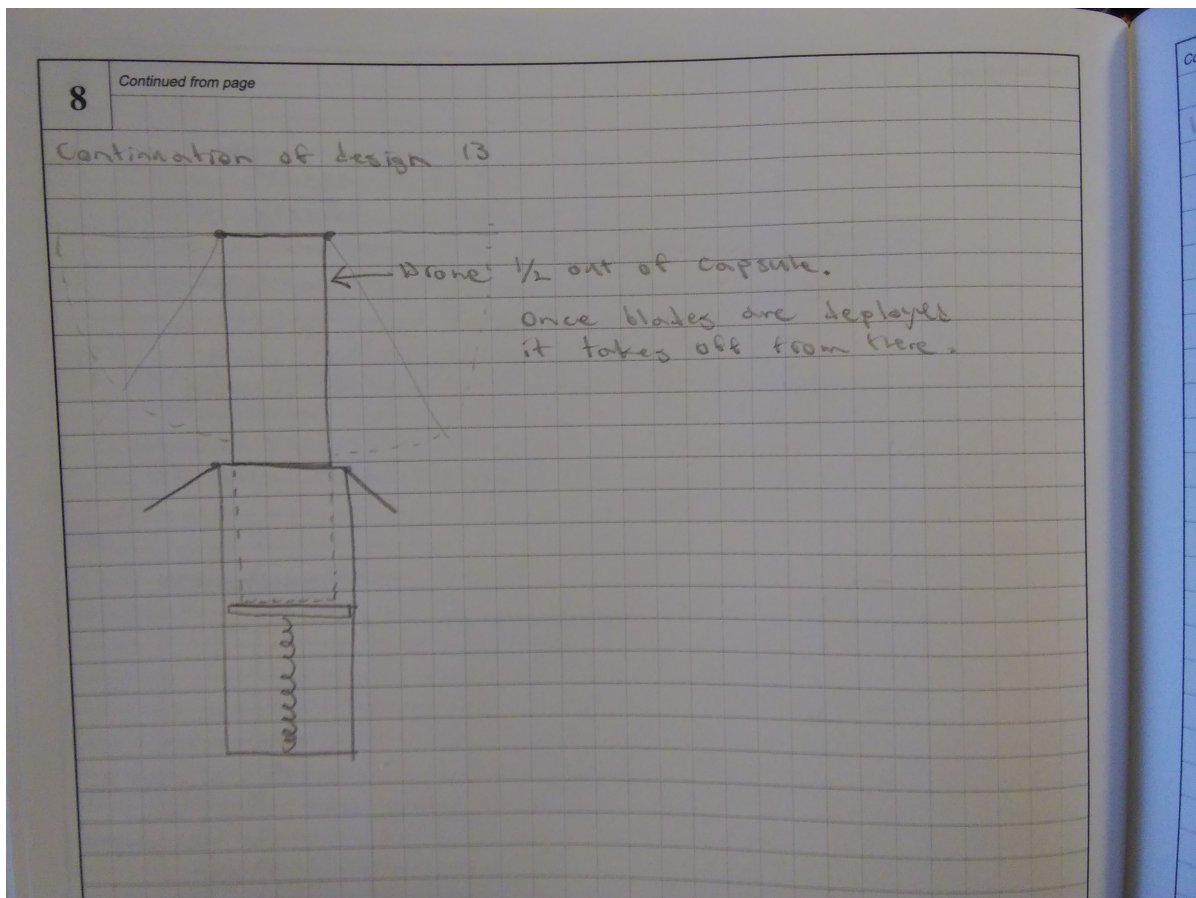 8
Continued from page
Continuation of design 13
Drone 1/2 out of capsule.
once blades are deployed
it takes off from here.